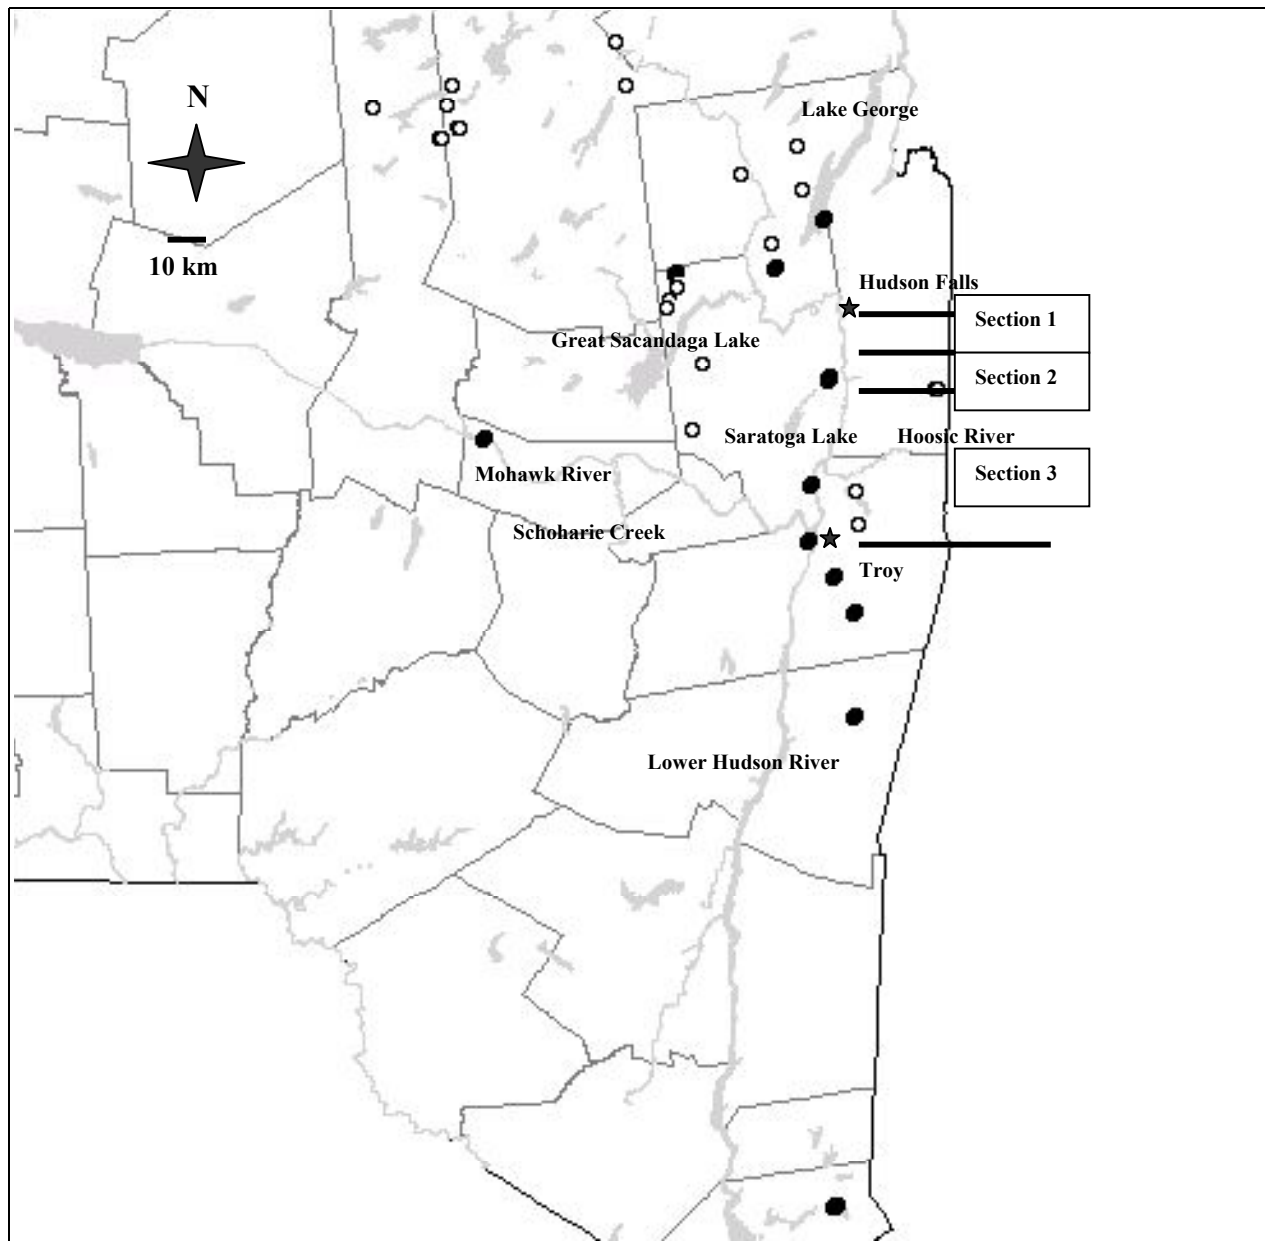 N
Lake George
10 km
Hudson Falls
Section 1
Great Sacandaga Lake
Section 2
Saratoga Lake
Hoosic River
Mohawk River
Section 3
Schoharie Creek
Troy
Lower Hudson River